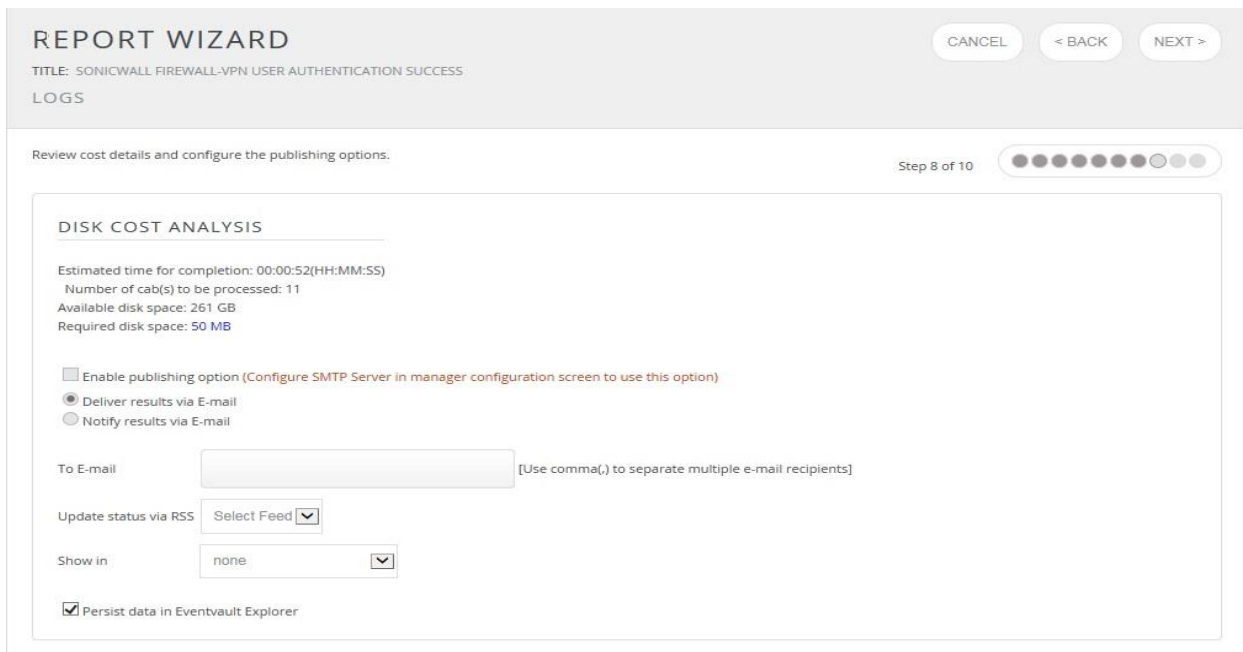 REPORT WIZARD
CANCEL
< BACK
NEXT >
TITLE: SONICWALL FIREWALL-VPN USER AUTHENTICATION SUCCESS
LOGS
Review cost details and configure the publishing options.
Step 8 of 10
DISK COST ANALYSIS
Estimated time for completion: 00:00:52(HH:MM:SS)
Number of cab(s) to be processed: 11
Available disk space: 261 GB
Required disk space: 50 MB
Enable publishing option (Configure SMTP Server in manager configuration screen to use this option)
Deliver results via E-mail
Notify results via E-mail
To E-mail [Use comma(,) to separate multiple e-mail recipients]
Update status via RSS Select Feed
Show in none
Persist data in Eventvault Explorer